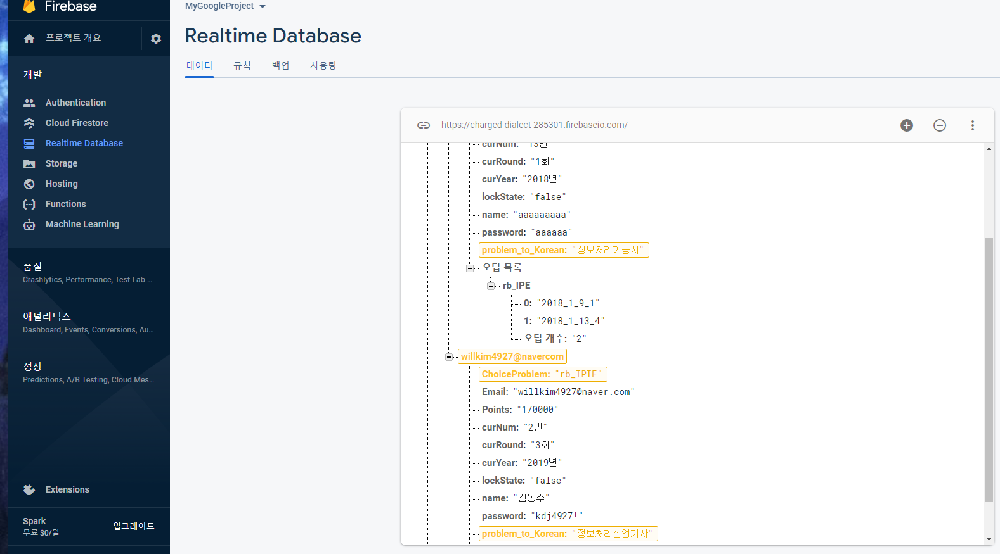 Firebase
프로젝트 개요
개발
Authentication
Cloud Firestore
Realtime Database
Storage
Hosting
Functions
Machine Learning
품질
Crashlytics, Performance, Test Lab ...
애널리틱스
Dashboard, Events, Conversions, Au...
성장
Predictions, A/B Testing, Cloud Mes...
Extensions
Spark
무료 $0/월
업그레이드
MyGoogleProject
Realtime Database
데이터 규칙 백업 사용량
https://charged-dialect-285301.firebaseio.com/
curNum: "13번"
curRound: "1회"
curYear: "2018년"
lockState: "false"
name: "aaaaaaaaa"
password: "aaaaaa"
problem_to_Korean: "정보처리기능사"
오답 목록
rb_IPE
0: "2018_1_9_1"
1: "2018_1_13_4"
오답 개수: "2"
willkim4927@navercom
ChoiceProblem: "rb_IPIE"
Email: "willkim4927@naver.com"
Points: "170000"
curNum: "2번"
curRound: "3회"
curYear: "2019년"
lockState: "false"
name: "김동주"
password: "kdj4927!"
problem_to_Korean: "정보처리산업기사"